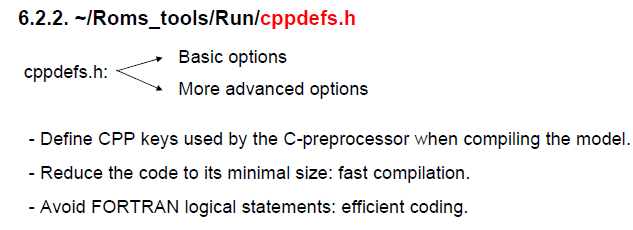 6.2.2. ~/Roms_tools/Run/cppdefs.h
Basic options
cppdefs.h:
More advanced options
- Define CPP keys used by the C-preprocessor when compiling the model.
- Reduce the code to its minimal size: fast compilation.
- Avoid FORTRAN logical statements: efficient coding.